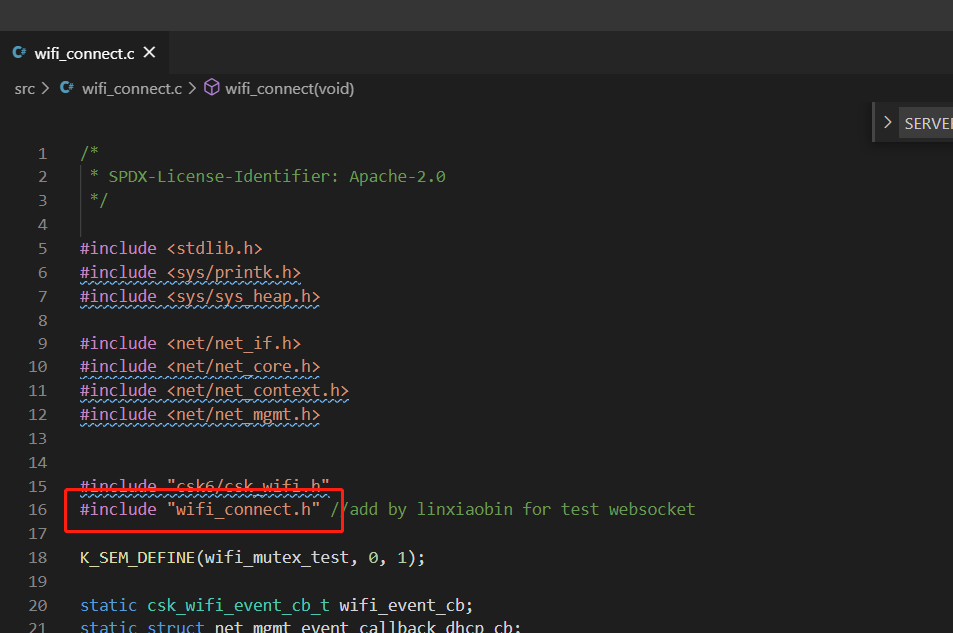 wifi_connect.c
src > wifi_connect.c > wifi_connect(void)
SERVE
1 /*
2 * SPDX-License-Identifier: Apache-2.0
3 */
4
5 #include <stdlib.h>
6 #include <sys/printk.h>
7 #include <sys/sys_heap.h>
8
9 #include <net/net_if.h>
10 #include <net/net_core.h>
11 #include <net/net_context.h>
12 #include <net/net_mgmt.h>
13
14
15 #include "csk6/csk_wifi.h"
16 #include "wifi_connect.h" //add by linxiaobin for test websocket
17
18 K_SEM_DEFINE(wifi_mutex_test, 0, 1);
19
20 static csk_wifi_event_cb_t wifi_event_cb;
21 static struct net_mgmt_event_callback dhcp_cb;